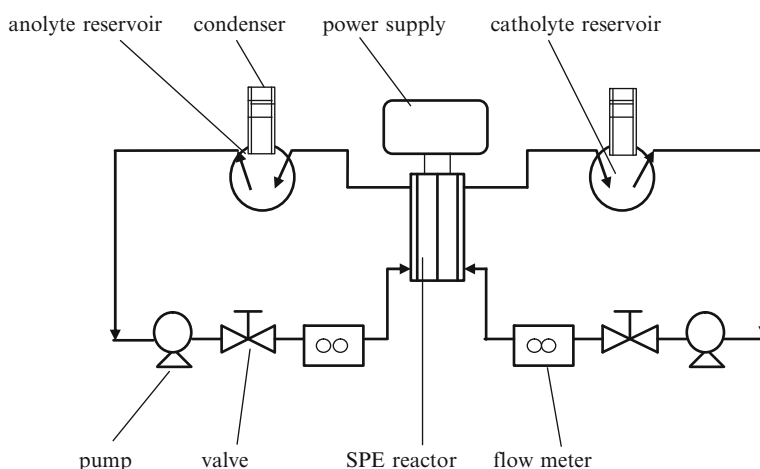 anolyte reservoir condenser power supply catholyte reservoir
pump valve SPE reactor flow meter